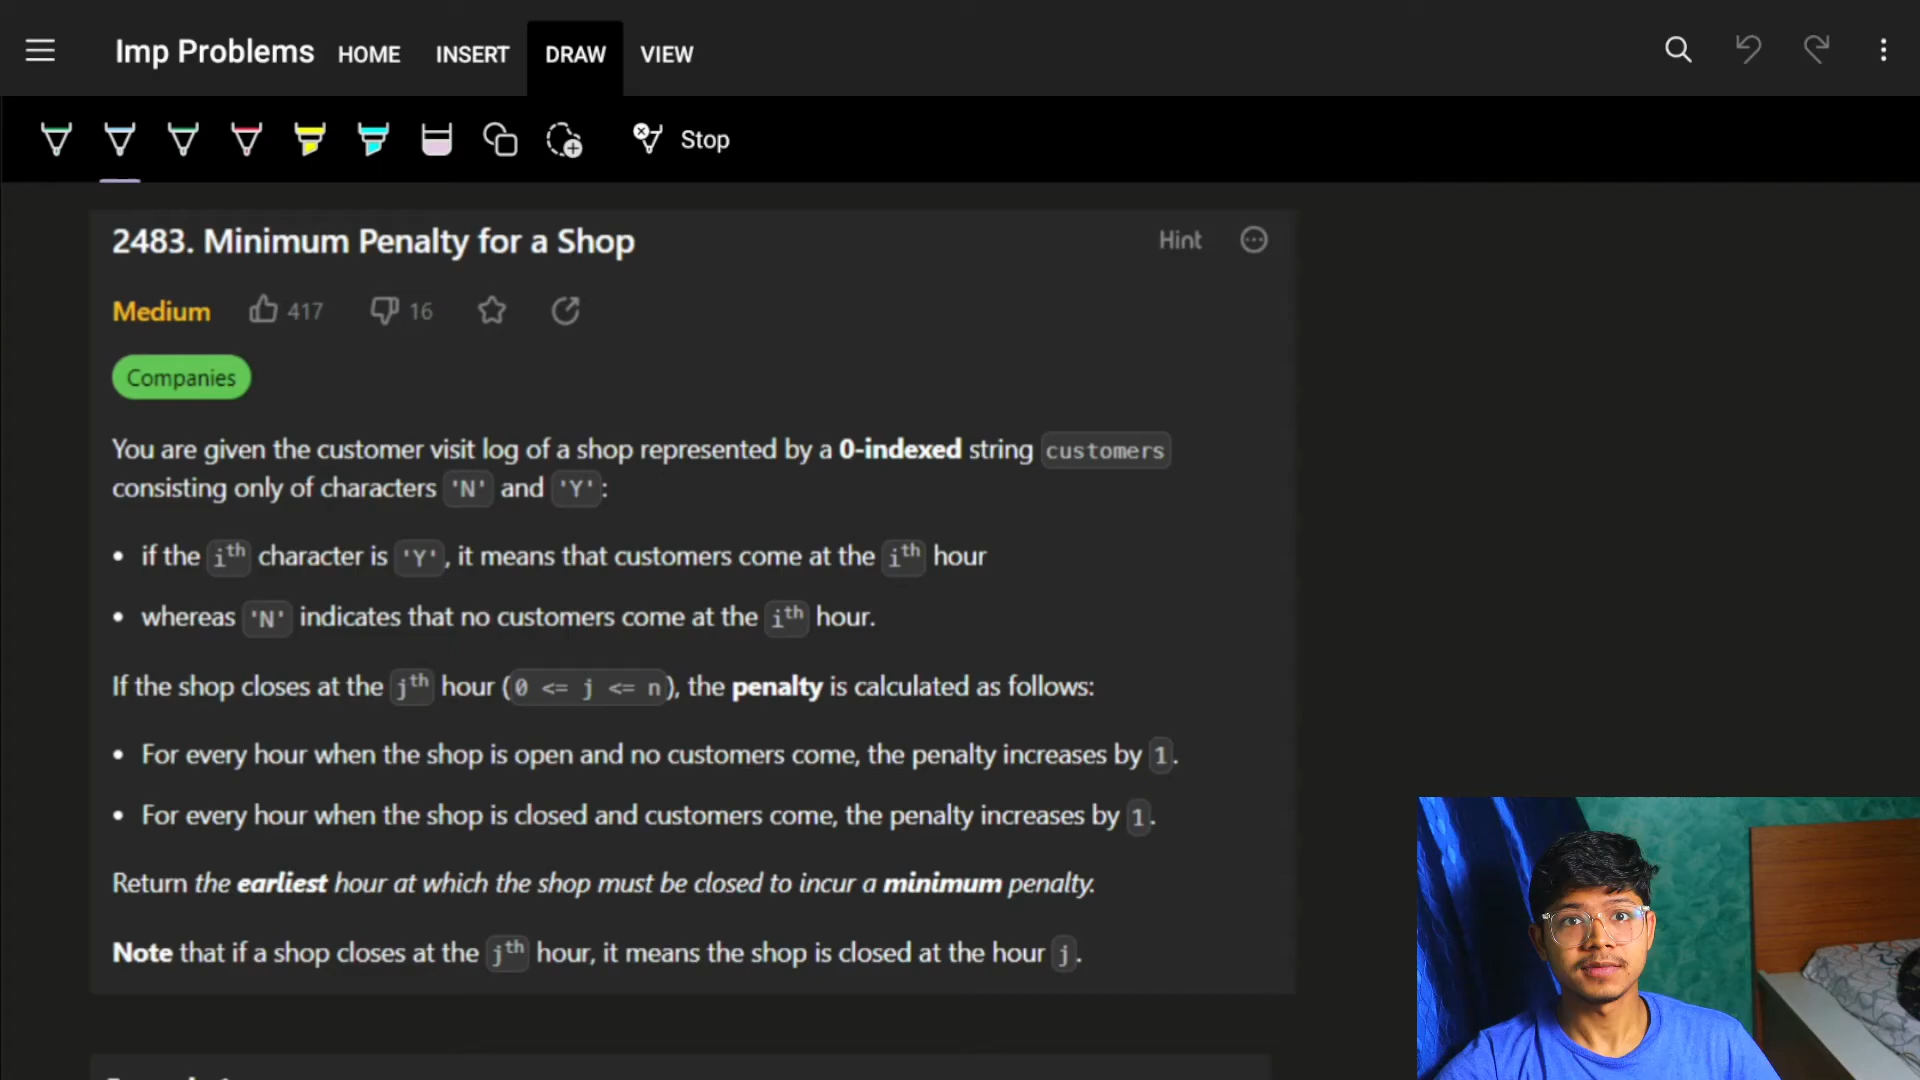 Imp Problems HOME INSERT DRAW VIEW
Stop
2483. Minimum Penalty for a Shop Hint
Medium 417 16
Companies
You are given the customer visit log of a shop represented by a 0-indexed string customers
consisting only of characters 'N' and 'Y':
• if the ith character is 'Y', it means that customers come at the ith hour
• whereas 'N' indicates that no customers come at the ith hour.
If the shop closes at the jth hour (0 <= j <= n), the penalty is calculated as follows:
• For every hour when the shop is open and no customers come, the penalty increases by 1.
• For every hour when the shop is closed and customers come, the penalty increases by 1.
Return the earliest hour at which the shop must be closed to incur a minimum penalty.
Note that if a shop closes at the jth hour, it means the shop is closed at the hour j.